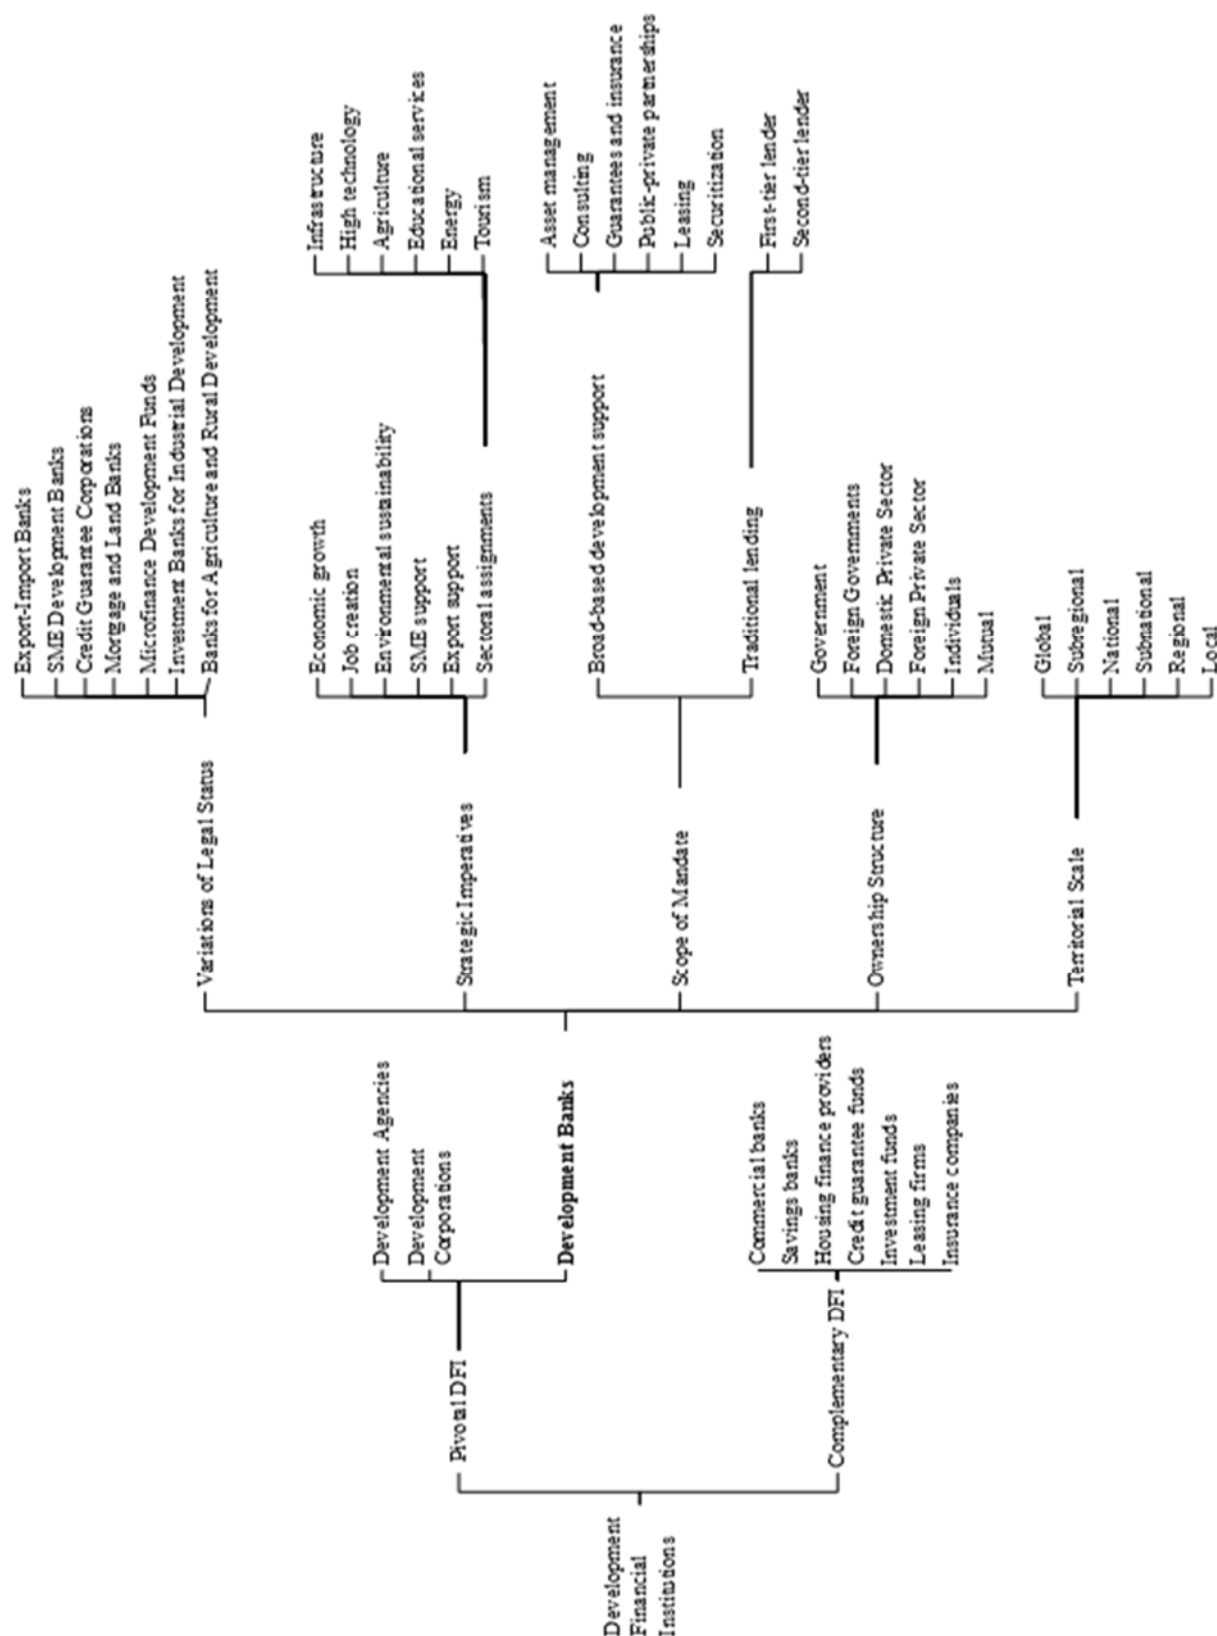 Development
Financial
Institutions
Pivotal DFI
Complementary DFI
Development Agencies
Development
Corporations
Development Banks
Commercial banks
Savings banks
Housing finance providers
Credit guarantee funds
Investment funds
Leasing firms
Insurance companies
Variations of Legal Status
Strategic Imperatives
Scope of Mandate
Ownership Structure
Territorial Scale
Export-Import Banks
SME Development Banks
Credit Guarantee Corporations
Mortgage and Land Banks
Microfinance Development Funds
Investment Banks for Industrial Development
Banks for Agriculture and Rural Development
Economic growth
Job creation
Environmental sustainability
SME support
Export support
Sectoral assignments
Broad-based development support
Traditional lending
Government
Foreign Governments
Domestic Private Sector
Foreign Private Sector
Individuals
Mutual
Global
Subregional
National
Subnational
Regional
Local
Infrastructure
High technology
Agriculture
Educational services
Energy
Tourism
Asset management
Consulting
Guarantees and insurance
Public-private partnerships
Leasing
Securitization
First-tier lender
Second-tier lender